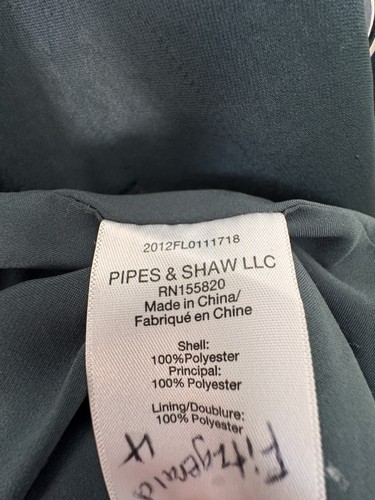 2012FL0111718
PIPES & SHAW LLC
RN155820
Made in China/
Fabriqué en Chine
Shell:
100%Polyester
Principal:
100% Polyester
Lining/Doublure:
100% Polyester
Fitzgerald